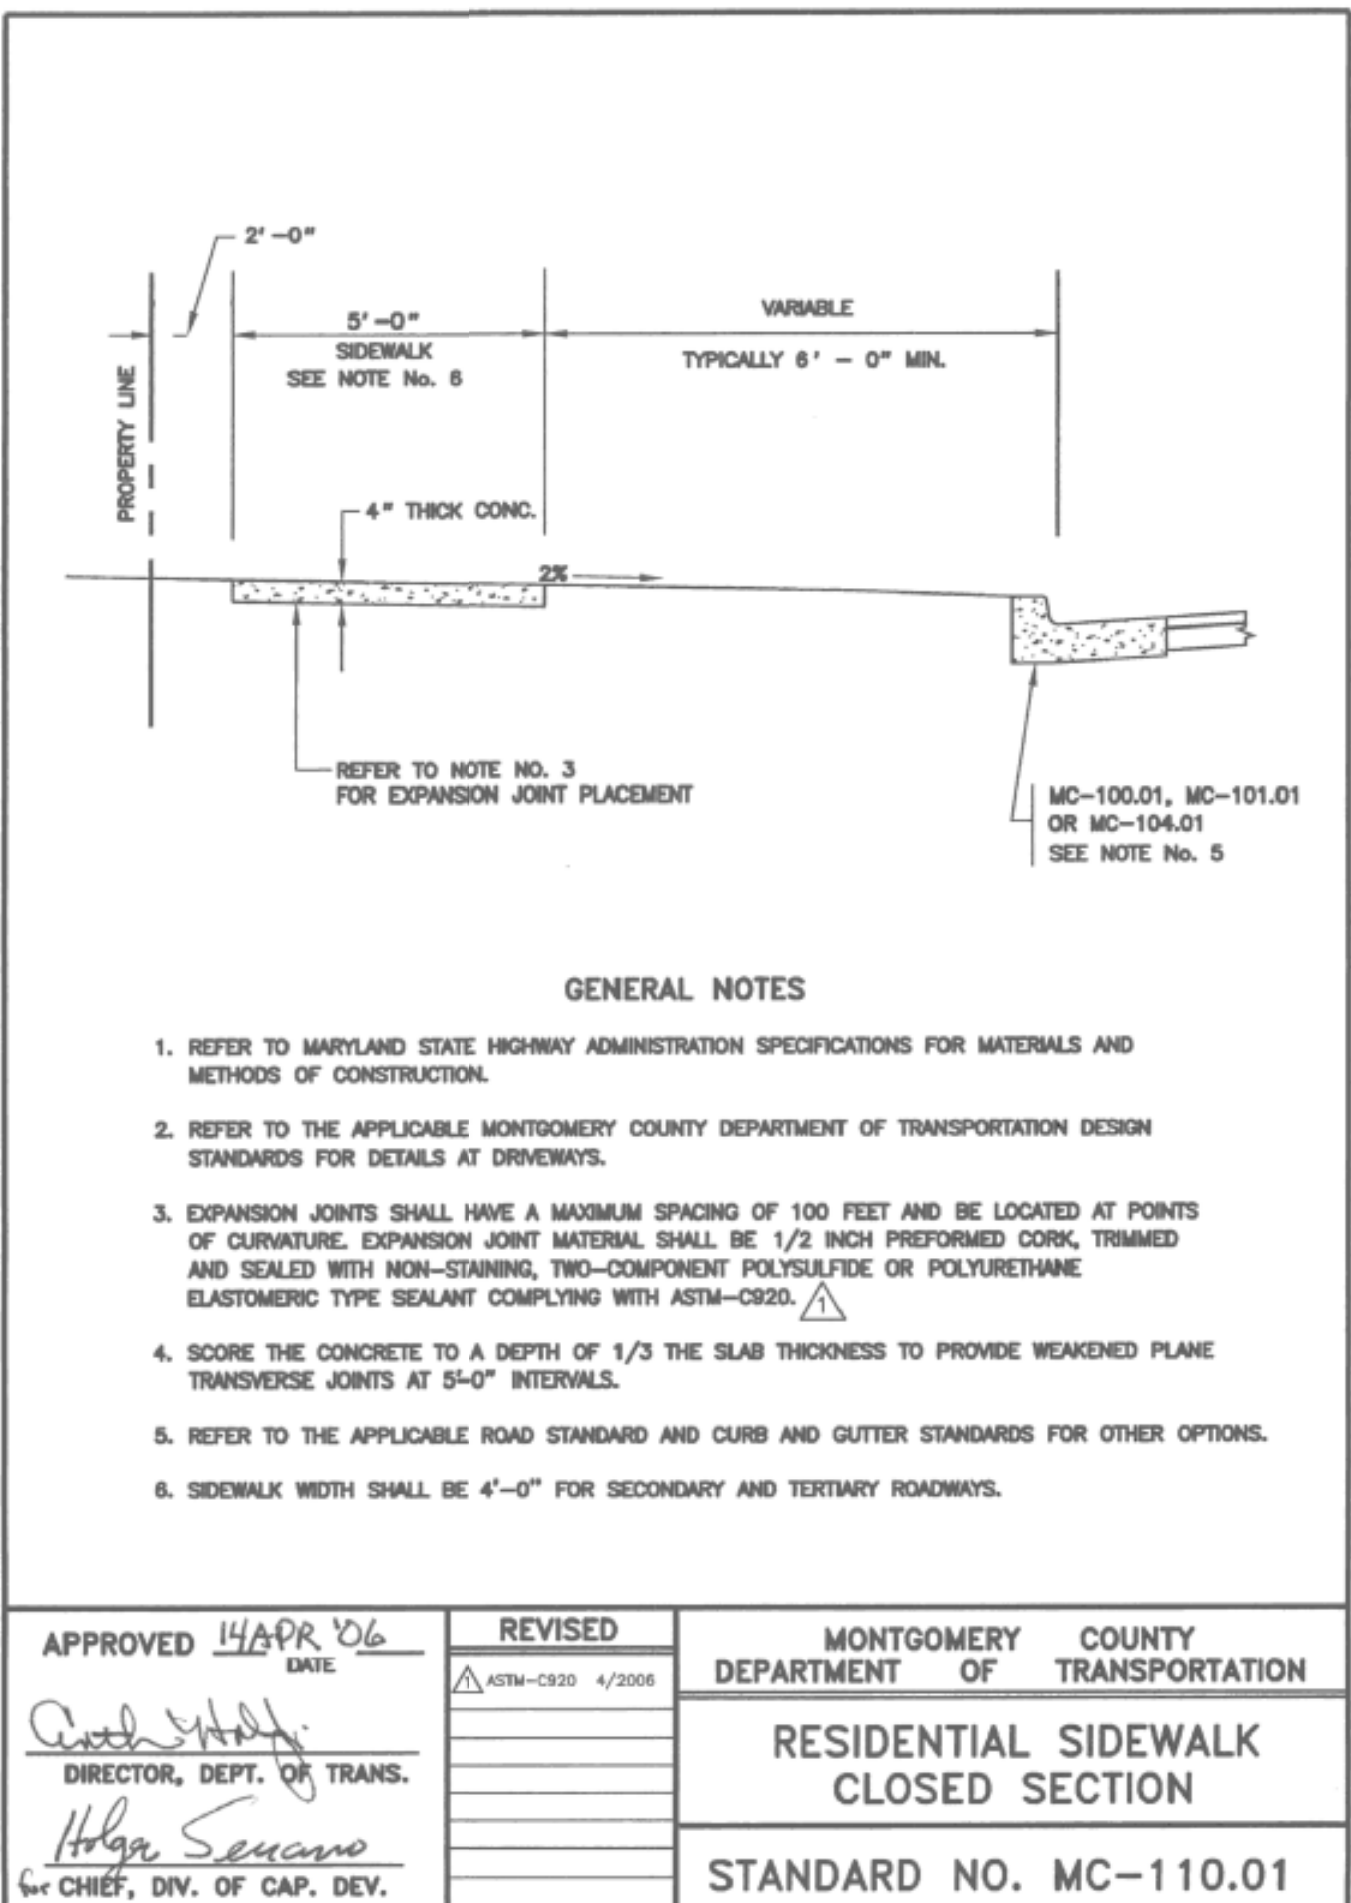 2'-0"
5'-0"
SIDEWALK
SEE NOTE No. 6
VARIABLE
TYPICALLY 6' - 0" MIN.
PROPERTY LINE
4" THICK CONC.
2%
REFER TO NOTE NO. 3
FOR EXPANSION JOINT PLACEMENT
MC-100.01, MC-101.01
OR MC-104.01
SEE NOTE No. 5
GENERAL NOTES
1. REFER TO MARYLAND STATE HIGHWAY ADMINISTRATION SPECIFICATIONS FOR MATERIALS AND
METHODS OF CONSTRUCTION.
2. REFER TO THE APPLICABLE MONTGOMERY COUNTY DEPARTMENT OF TRANSPORTATION DESIGN
STANDARDS FOR DETAILS AT DRIVEWAYS.
3. EXPANSION JOINTS SHALL HAVE A MAXIMUM SPACING OF 100 FEET AND BE LOCATED AT POINTS
OF CURVATURE. EXPANSION JOINT MATERIAL SHALL BE 1/2 INCH PREFORMED CORK, TRIMMED
AND SEALED WITH NON-STAINING, TWO-COMPONENT POLYSULFIDE OR POLYURETHANE
ELASTOMERIC TYPE SEALANT COMPLYING WITH ASTM-C920. 1
4. SCORE THE CONCRETE TO A DEPTH OF 1/3 THE SLAB THICKNESS TO PROVIDE WEAKENED PLANE
TRANSVERSE JOINTS AT 5'-0" INTERVALS.
5. REFER TO THE APPLICABLE ROAD STANDARD AND CURB AND GUTTER STANDARDS FOR OTHER OPTIONS.
6. SIDEWALK WIDTH SHALL BE 4'-0" FOR SECONDARY AND TERTIARY ROADWAYS.
APPROVED 14 APR '06
DATE
DIRECTOR, DEPT. OF TRANS.
Holger Serrano
for CHIEF, DIV. OF CAP. DEV.
REVISED
1 ASTM-C920 4/2006
MONTGOMERY COUNTY
DEPARTMENT OF TRANSPORTATION
RESIDENTIAL SIDEWALK
CLOSED SECTION
STANDARD NO. MC-110.01